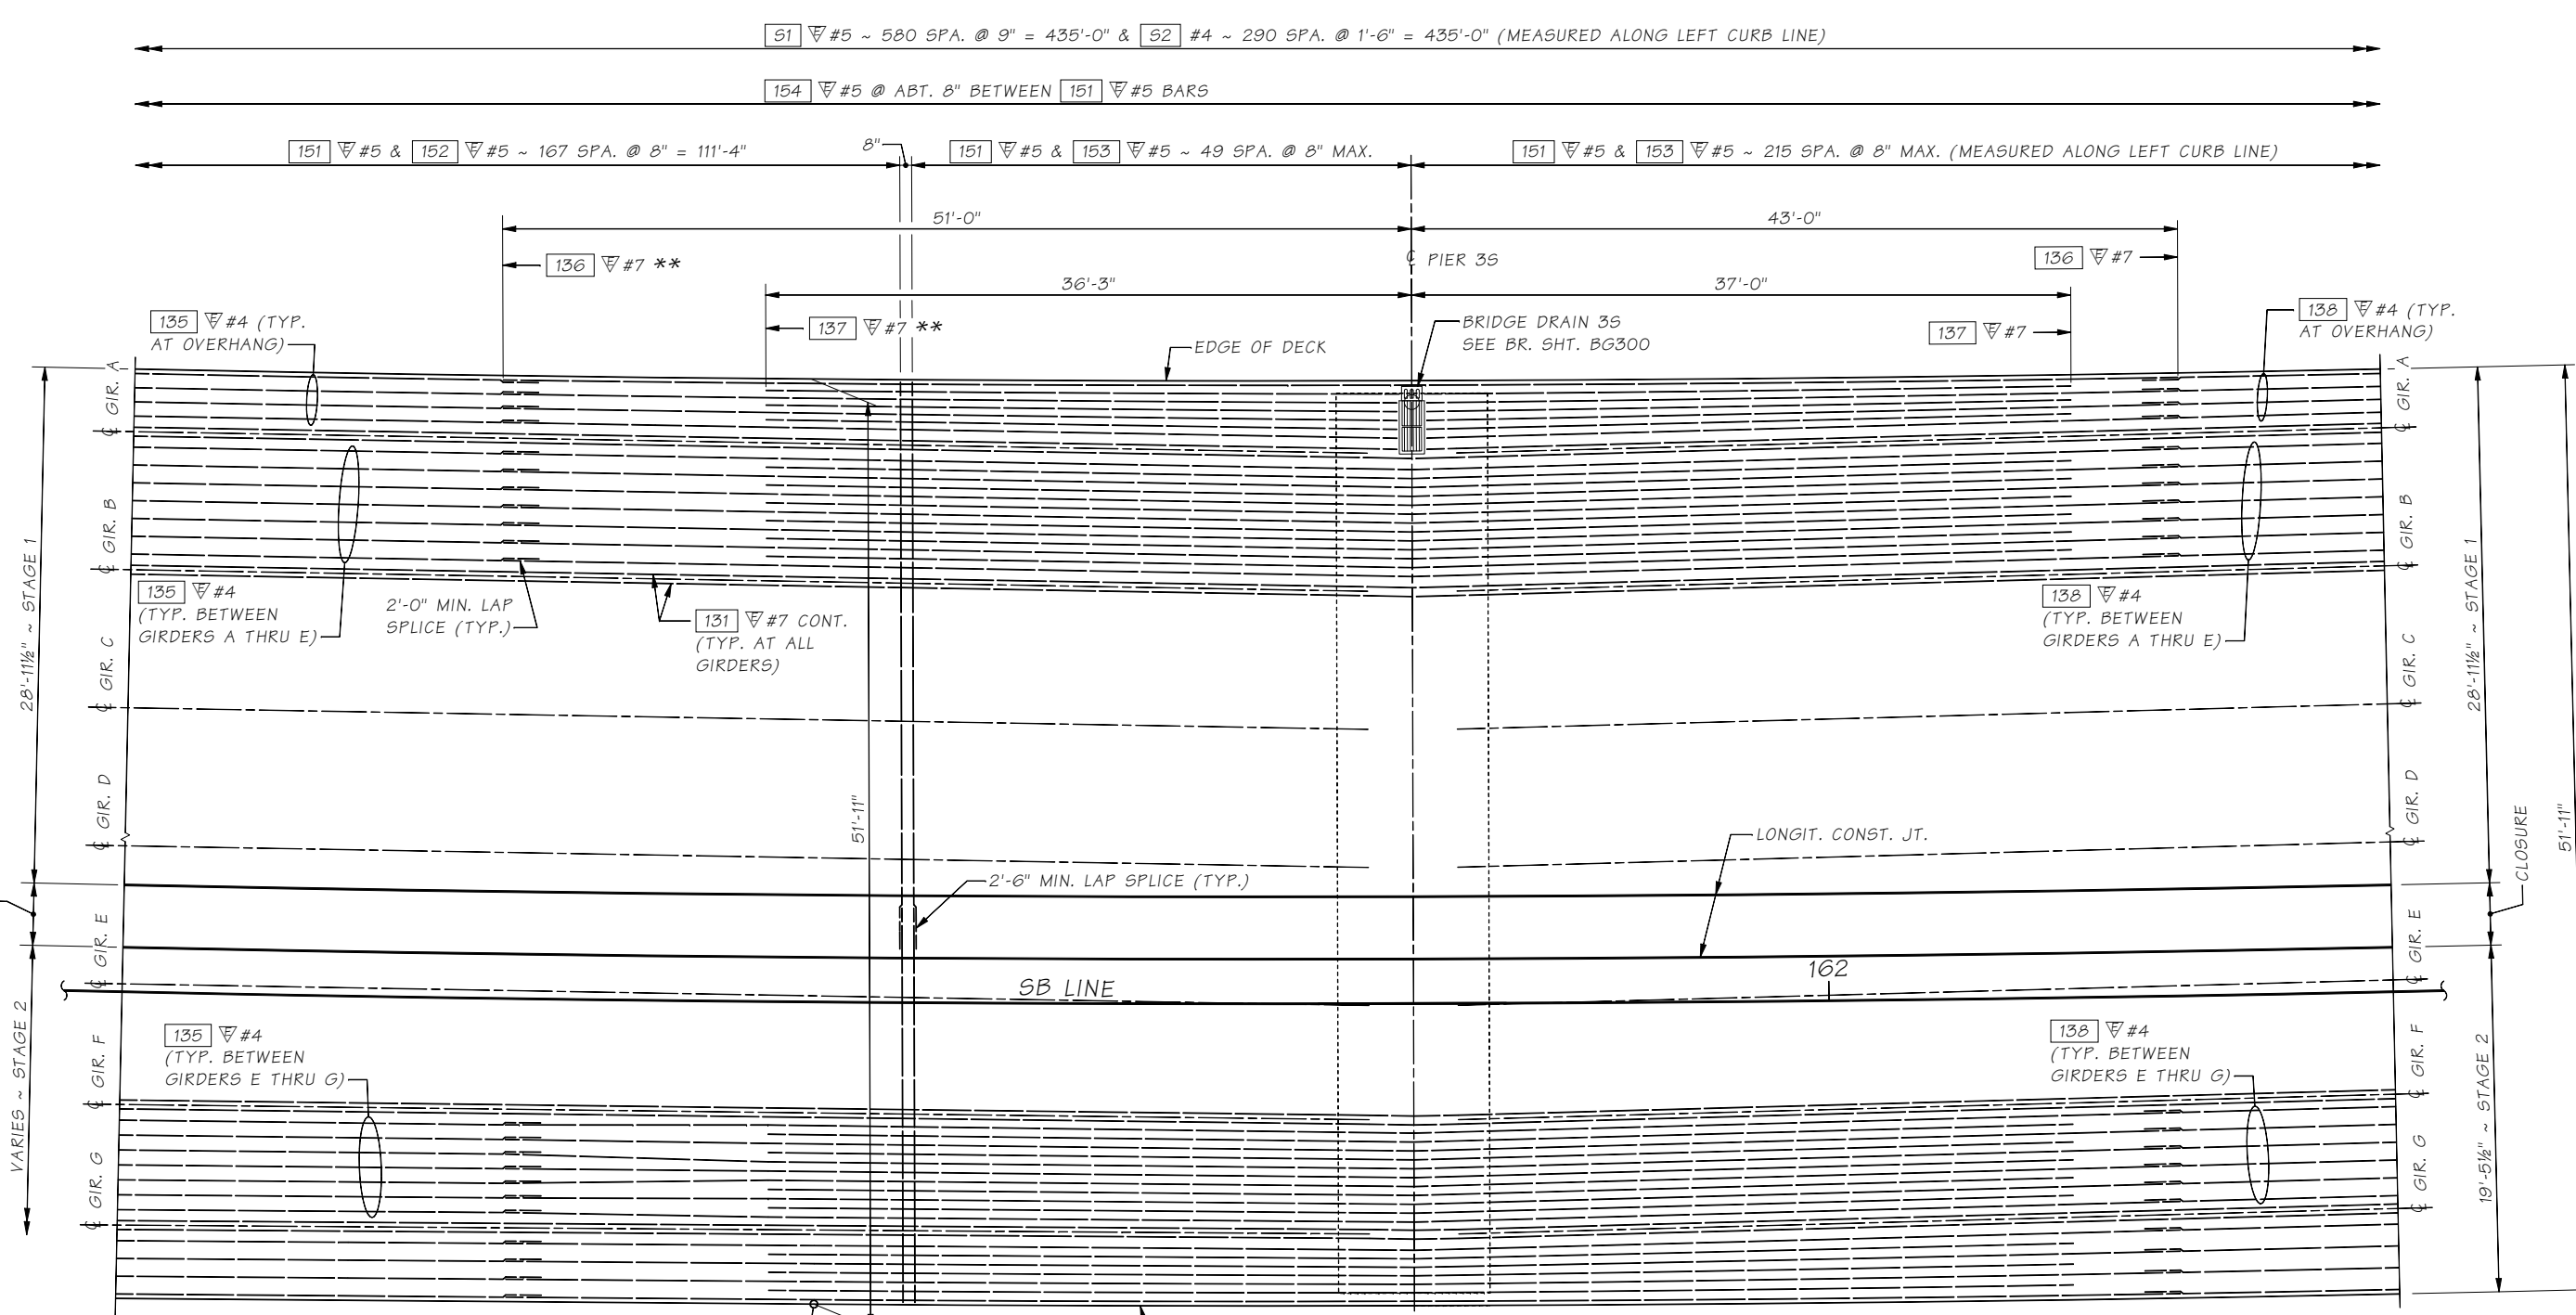 S1 E #5 ~ 580 SPA. @ 9" = 435'-0" & S2 #4 ~ 290 SPA. @ 1'-6" = 435'-0" (MEASURED ALONG LEFT CURB LINE)
154 E #5 @ ABT. 8" BETWEEN 151 E #5 BARS
151 E #5 & 152 E #5 ~ 167 SPA. @ 8" = 111'-4"
8"
151 E #5 & 153 E #5 ~ 49 SPA. @ 8" MAX.
151 E #5 & 153 E #5 ~ 215 SPA. @ 8" MAX. (MEASURED ALONG LEFT CURB LINE)
51'-0"
43'-0"
136 E #7 **
℄ PIER 3S
136 E #7
36'-3"
37'-0"
135 E #4 (TYP.
AT OVERHANG)
137 E #7 **
BRIDGE DRAIN 3S
SEE BR. SHT. BG300
137 E #7
138 E #4 (TYP.
AT OVERHANG)
EDGE OF DECK
℄ GIR. A
℄ GIR. A
℄ GIR. B
℄ GIR. B
28'-11½" ~ STAGE 1
28'-11½" ~ STAGE 1
135 E #4
(TYP. BETWEEN
GIRDERS A THRU E)
2'-0" MIN. LAP
SPLICE (TYP.)
131 E #7 CONT.
(TYP. AT ALL
GIRDERS)
138 E #4
(TYP. BETWEEN
GIRDERS A THRU E)
℄ GIR. C
℄ GIR. C
℄ GIR. D
℄ GIR. D
51'-11"
51'-11"
LONGIT. CONST. JT.
CLOSURE
2'-6" MIN. LAP SPLICE (TYP.)
℄ GIR. E
℄ GIR. E
SB LINE
162
VARIES ~ STAGE 2
19'-5½" ~ STAGE 2
135 E #4
(TYP. BETWEEN
GIRDERS E THRU G)
138 E #4
(TYP. BETWEEN
GIRDERS E THRU G)
℄ GIR. F
℄ GIR. F
℄ GIR. G
℄ GIR. G